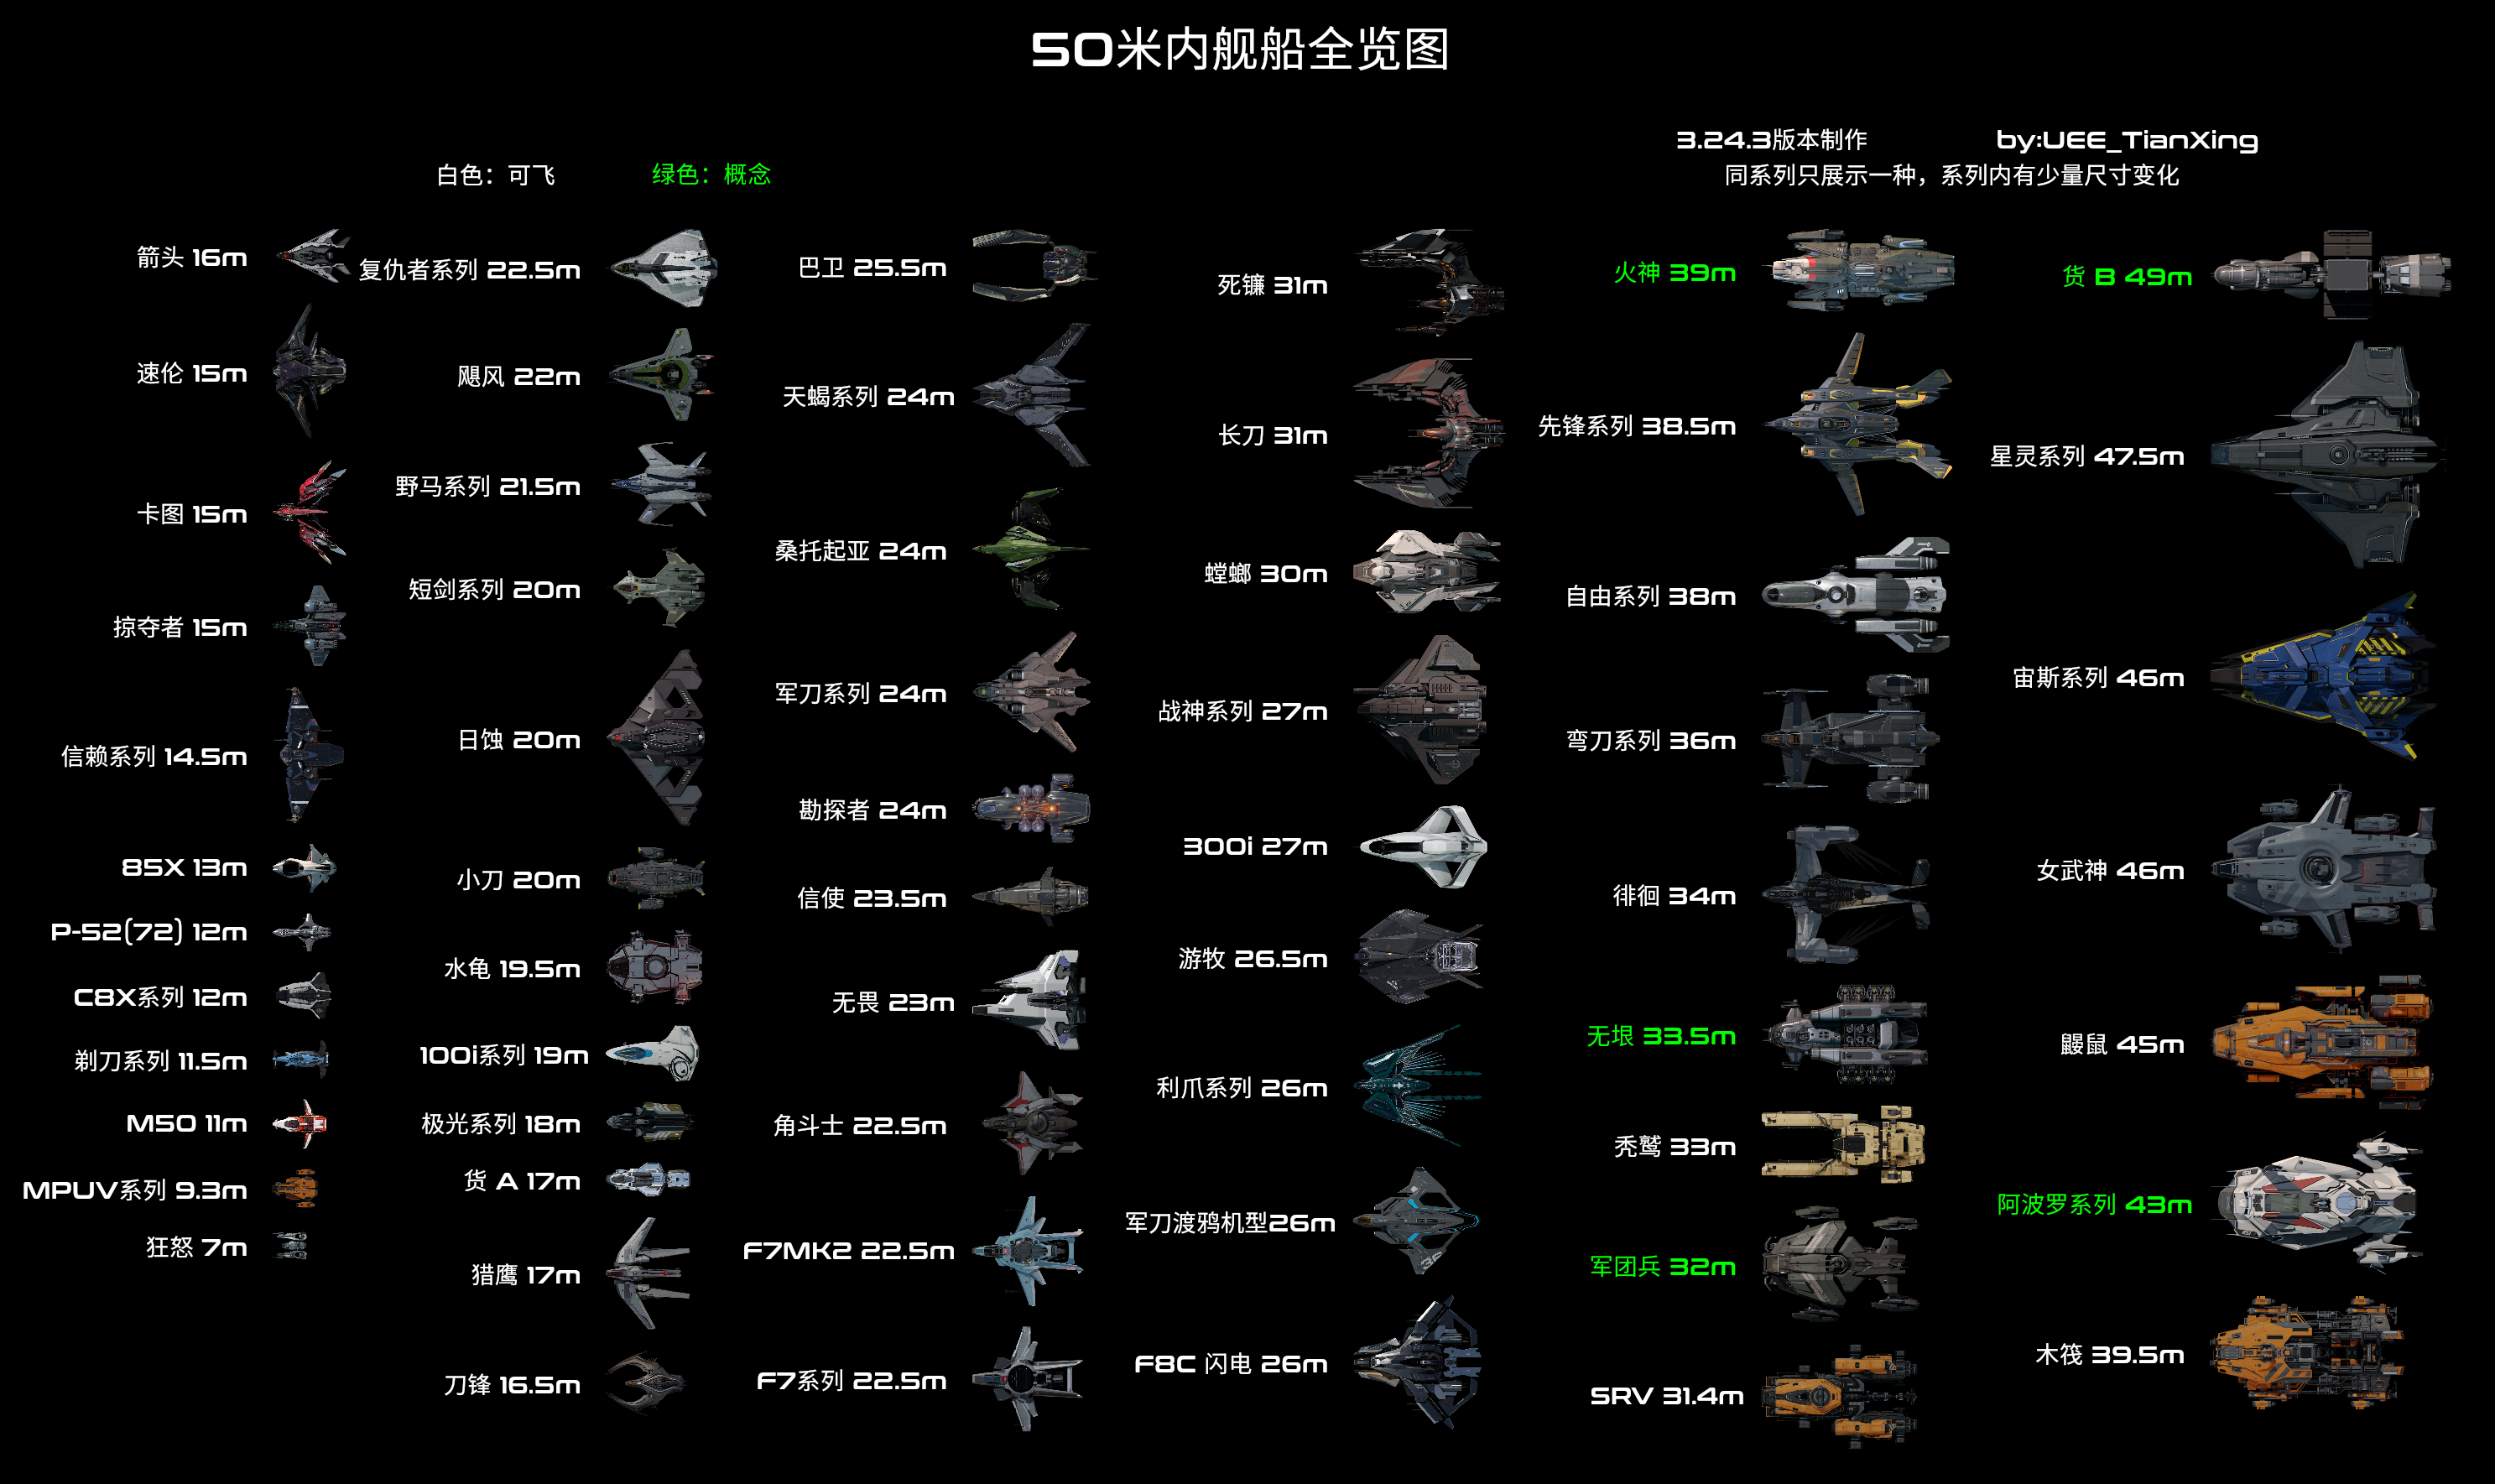 50米内舰船全览图
3.24.3版本制作 by:UEE_TianXing
白色：可飞 绿色：概念 同系列只展示一种，系列内有少量尺寸变化
箭头 16m
速伦 15m
卡图 15m
掠夺者 15m
信赖系列 14.5m
85X 13m
P-52(72) 12m
C8X系列 12m
剃刀系列 11.5m
M50 11m
MPUV系列 9.3m
狂怒 7m
复仇者系列 22.5m
飓风 22m
野马系列 21.5m
短剑系列 20m
日蚀 20m
小刀 20m
水龟 19.5m
100i系列 19m
极光系列 18m
货 A 17m
猎鹰 17m
刀锋 16.5m
巴卫 25.5m
天蝎系列 24m
桑托起亚 24m
军刀系列 24m
勘探者 24m
信使 23.5m
无畏 23m
角斗士 22.5m
F7MK2 22.5m
F7系列 22.5m
死镰 31m
长刀 31m
螳螂 30m
战神系列 27m
300i 27m
游牧 26.5m
利爪系列 26m
军刀渡鸦机型26m
F8C 闪电 26m
火神 39m
先锋系列 38.5m
自由系列 38m
弯刀系列 36m
徘徊 34m
无垠 33.5m
秃鹫 33m
军团兵 32m
SRV 31.4m
货 B 49m
星灵系列 47.5m
宙斯系列 46m
女武神 46m
鼹鼠 45m
阿波罗系列 43m
木筏 39.5m